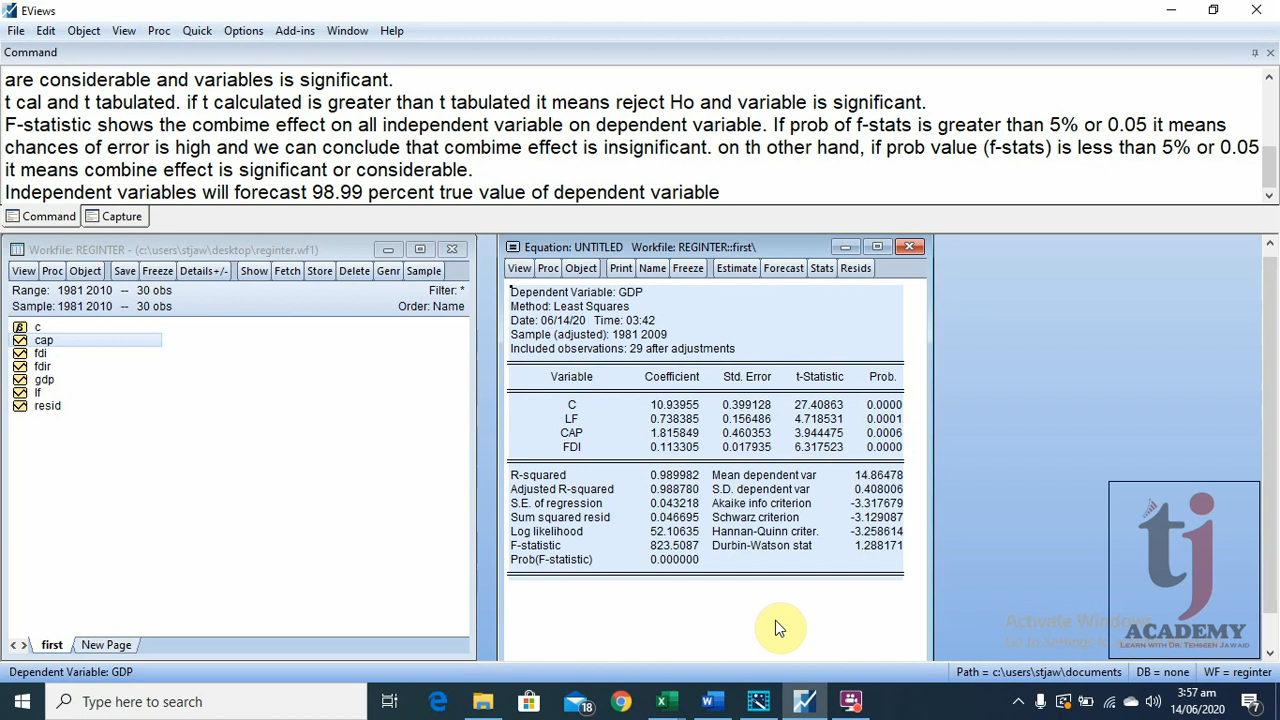 EViews
File Edit Object View Proc Quick Options Add-ins Window Help
Command
are considerable and variables is significant.
t cal and t tabulated. if t calculated is greater than t tabulated it means reject Ho and variable is significant.
F-statistic shows the combime effect on all independent variable on dependent variable. If prob of f-stats is greater than 5% or 0.05 it means
chances of error is high and we can conclude that combime effect is insignificant. on th other hand, if prob value (f-stats) is less than 5% or 0.05
it means combine effect is significant or considerable.
Independent variables will forecast 98.99 percent true value of dependent variable
Command Capture
Workfile: REGINTER - (c:\users\stjaw\desktop\reginter.wf1)
View Proc Object Save Freeze Details+/- Show Fetch Store Delete Genr Sample
Range: 1981 2010 -- 30 obs Filter: *
Sample: 1981 2010 -- 30 obs Order: Name
c
cap
fdi
fdir
gdp
lf
resid
first New Page
Equation: UNTITLED Workfile: REGINTER::first\
View Proc Object Print Name Freeze Estimate Forecast Stats Resids
Dependent Variable: GDP
Method: Least Squares
Date: 06/14/20 Time: 03:42
Sample (adjusted): 1981 2009
Included observations: 29 after adjustments
Variable Coefficient Std. Error t-Statistic Prob.
C 10.93955 0.399128 27.40863 0.0000
LF 0.738385 0.156486 4.718531 0.0001
CAP 1.815849 0.460353 3.944475 0.0006
FDI 0.113305 0.017935 6.317523 0.0000
R-squared 0.989982 Mean dependent var 14.86478
Adjusted R-squared 0.988780 S.D. dependent var 0.408006
S.E. of regression 0.043218 Akaike info criterion -3.317679
Sum squared resid 0.046695 Schwarz criterion -3.129087
Log likelihood 52.10635 Hannan-Quinn criter. -3.258614
F-statistic 823.5087 Durbin-Watson stat 1.288171
Prob(F-statistic) 0.000000
Activate Windows
tj
ACADEMY
LEARN WITH DR. TEHSEEN JAWAID
Dependent Variable: GDP Path = c:\users\stjaw\documents DB = none WF = reginter
Type here to search
18
3:57 am
14/06/2020
7